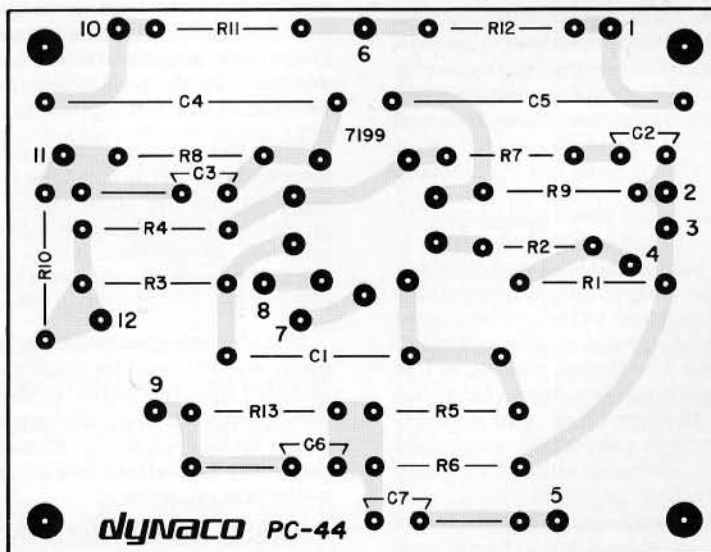 10 R11 6 R12 1
C4 C5
7199
11 R8 C3 R7 C2
R9 2
R4 3
R10 R2 4
R3 8 R1
12 7
C1
9
R13 R5
C6 R6
C7 5
dynaco PC-44